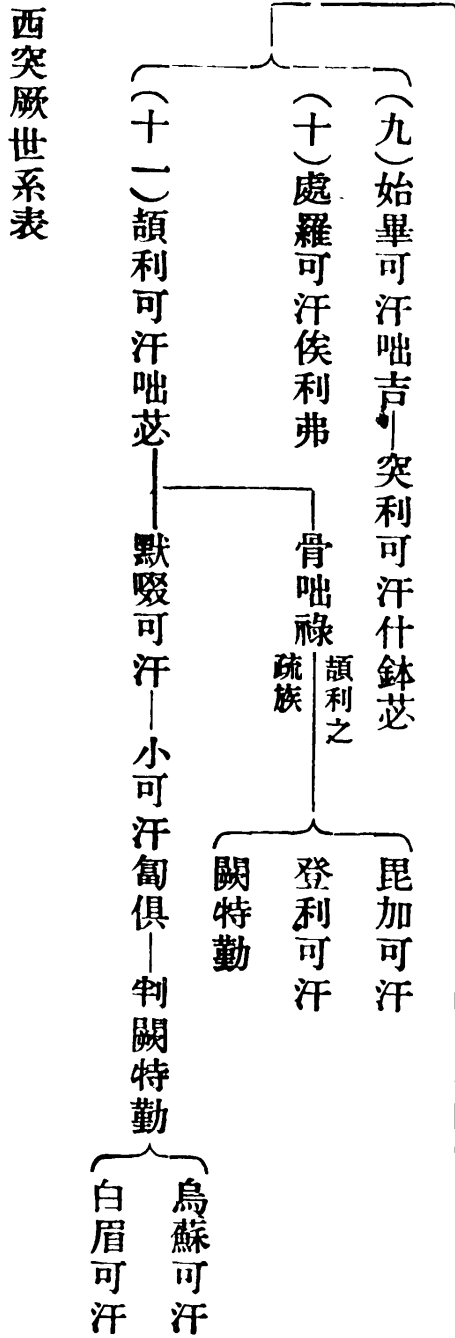 (九)始畢可汗咄吉—突利可汗什鉢苾
(十)處羅可汗俟利弗
(十一)頡利可汗咄苾
骨咄祿
頡利之
疏族
毘加可汗
登利可汗
闕特勤
默啜可汗—小可汗匐俱—判闕特勤
烏蘇可汗
白眉可汗
西突厥世系表